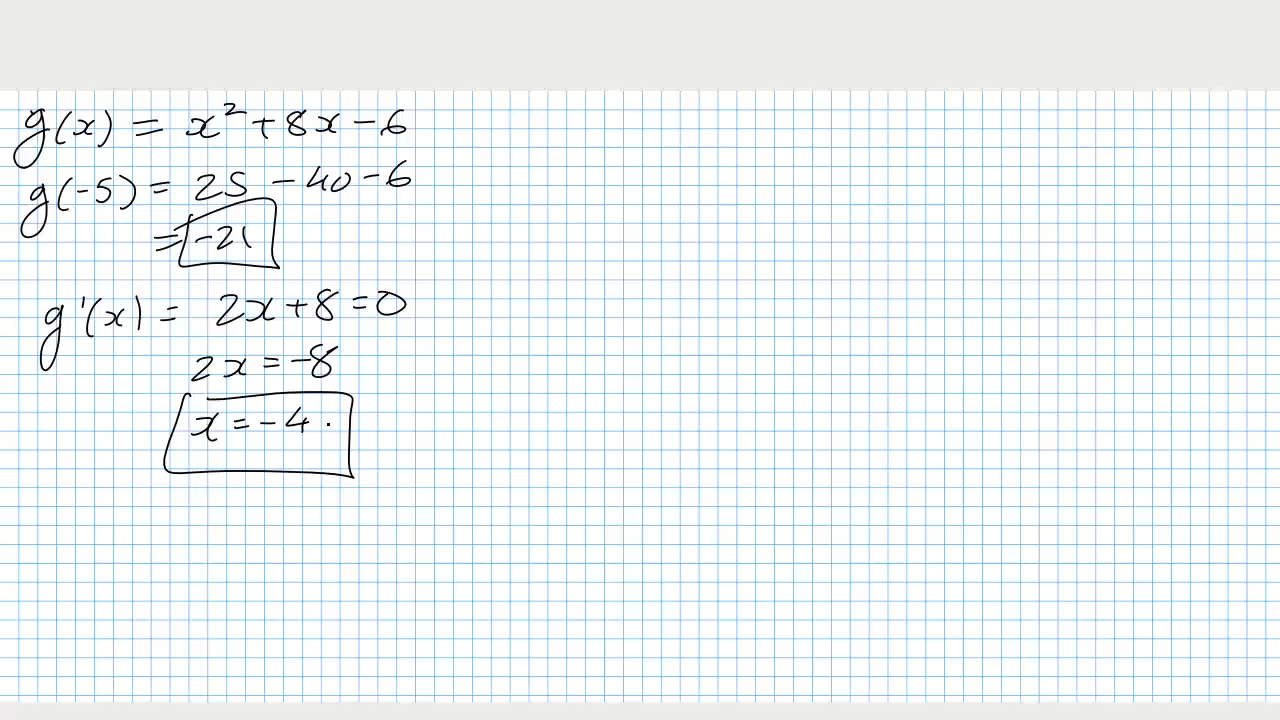 g(x) = x² + 8x - 6
g(-5) = 25 - 40 - 6
= -21
g'(x) = 2x + 8 = 0
2x = -8
x = -4.